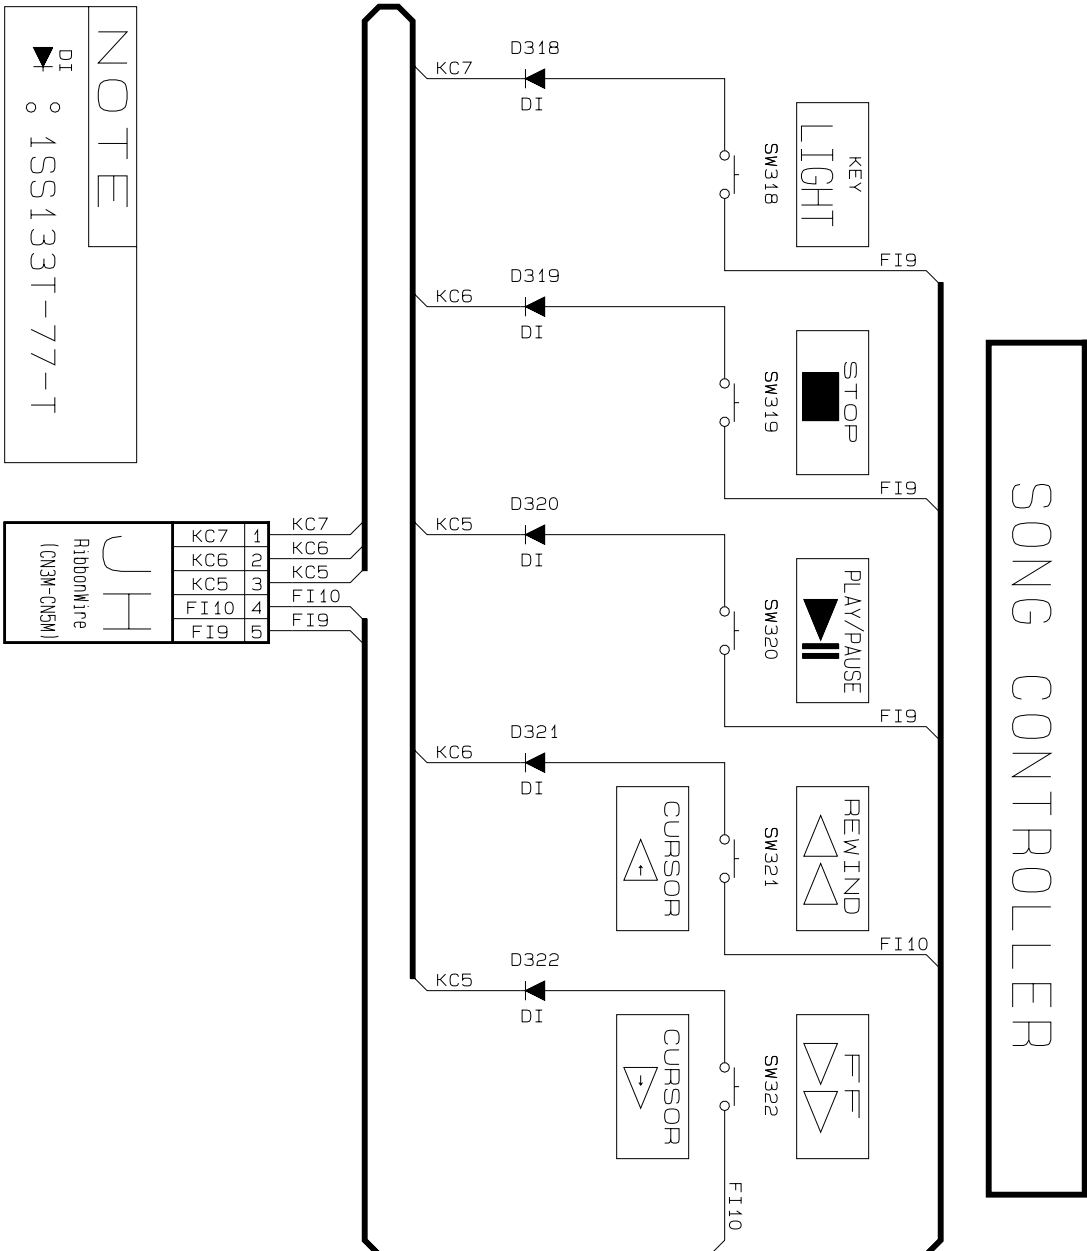 NOTE
DI
: 1SS133T-77-T
D318
KC7
DI
SW318
KEY
LIGHT
FI9
D319
KC6
DI
SW319
STOP
FI9
D320
KC5
DI
SW320
PLAY/PAUSE
FI9
D321
KC6
DI
CURSOR
SW321
REWIND
FI10
D322
KC5
DI
CURSOR
SW322
FF
FI10
SONG CONTROLLER
JH
RibbonWire
(CN3M-CN5M)
KC7 1 KC7
KC6 2 KC6
KC5 3 KC5
FI10 4 FI10
FI9 5 FI9